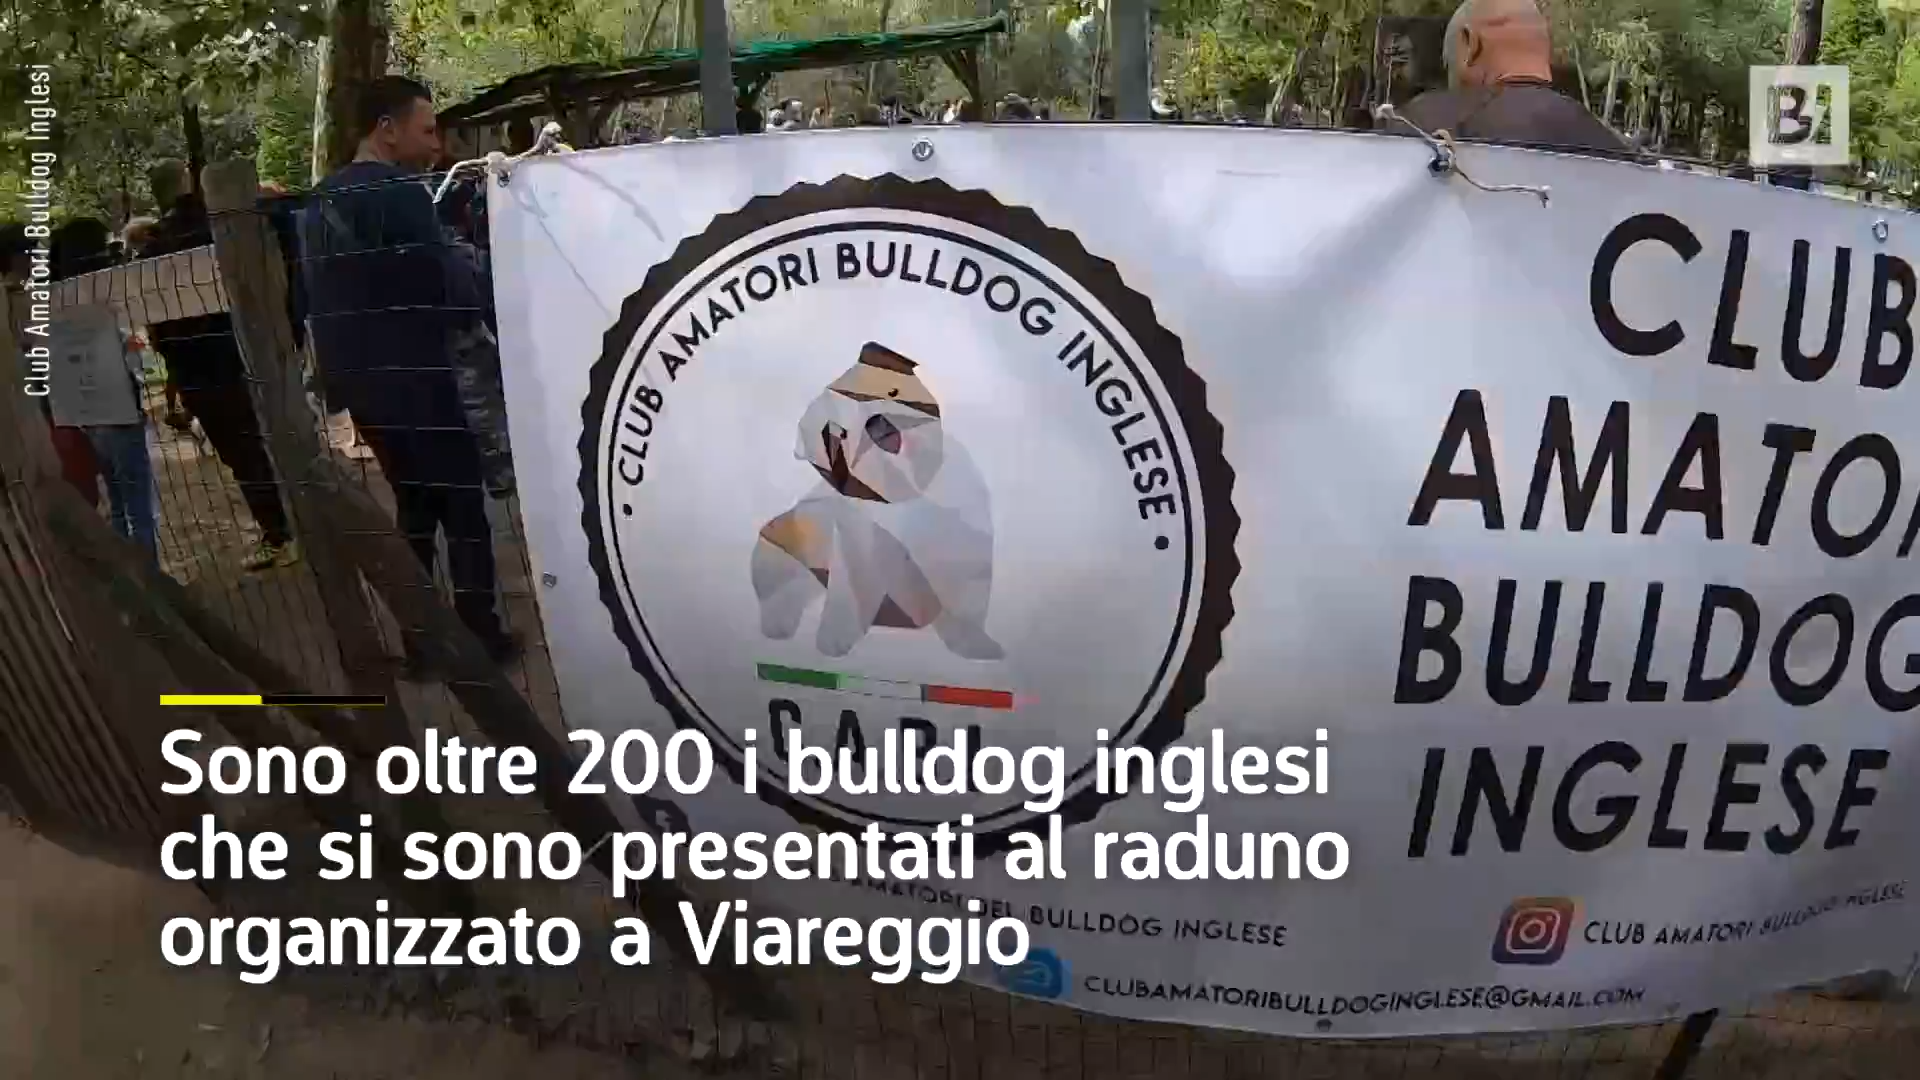 Club Amatori Bulldog Inglesi
• CLUB AMATORI BULLDOG INGLESE •
CLUB
AMATO
BULLDOG
INGLESE
Sono oltre 200 i bulldog inglesi
che si sono presentati al raduno
organizzato a Viareggio
AMATORI DEL BULLDOG INGLESE
CLUB AMATORI BULLDOG INGLESE
CLUBAMATORIBULLDOGINGLESE@GMAIL.COM